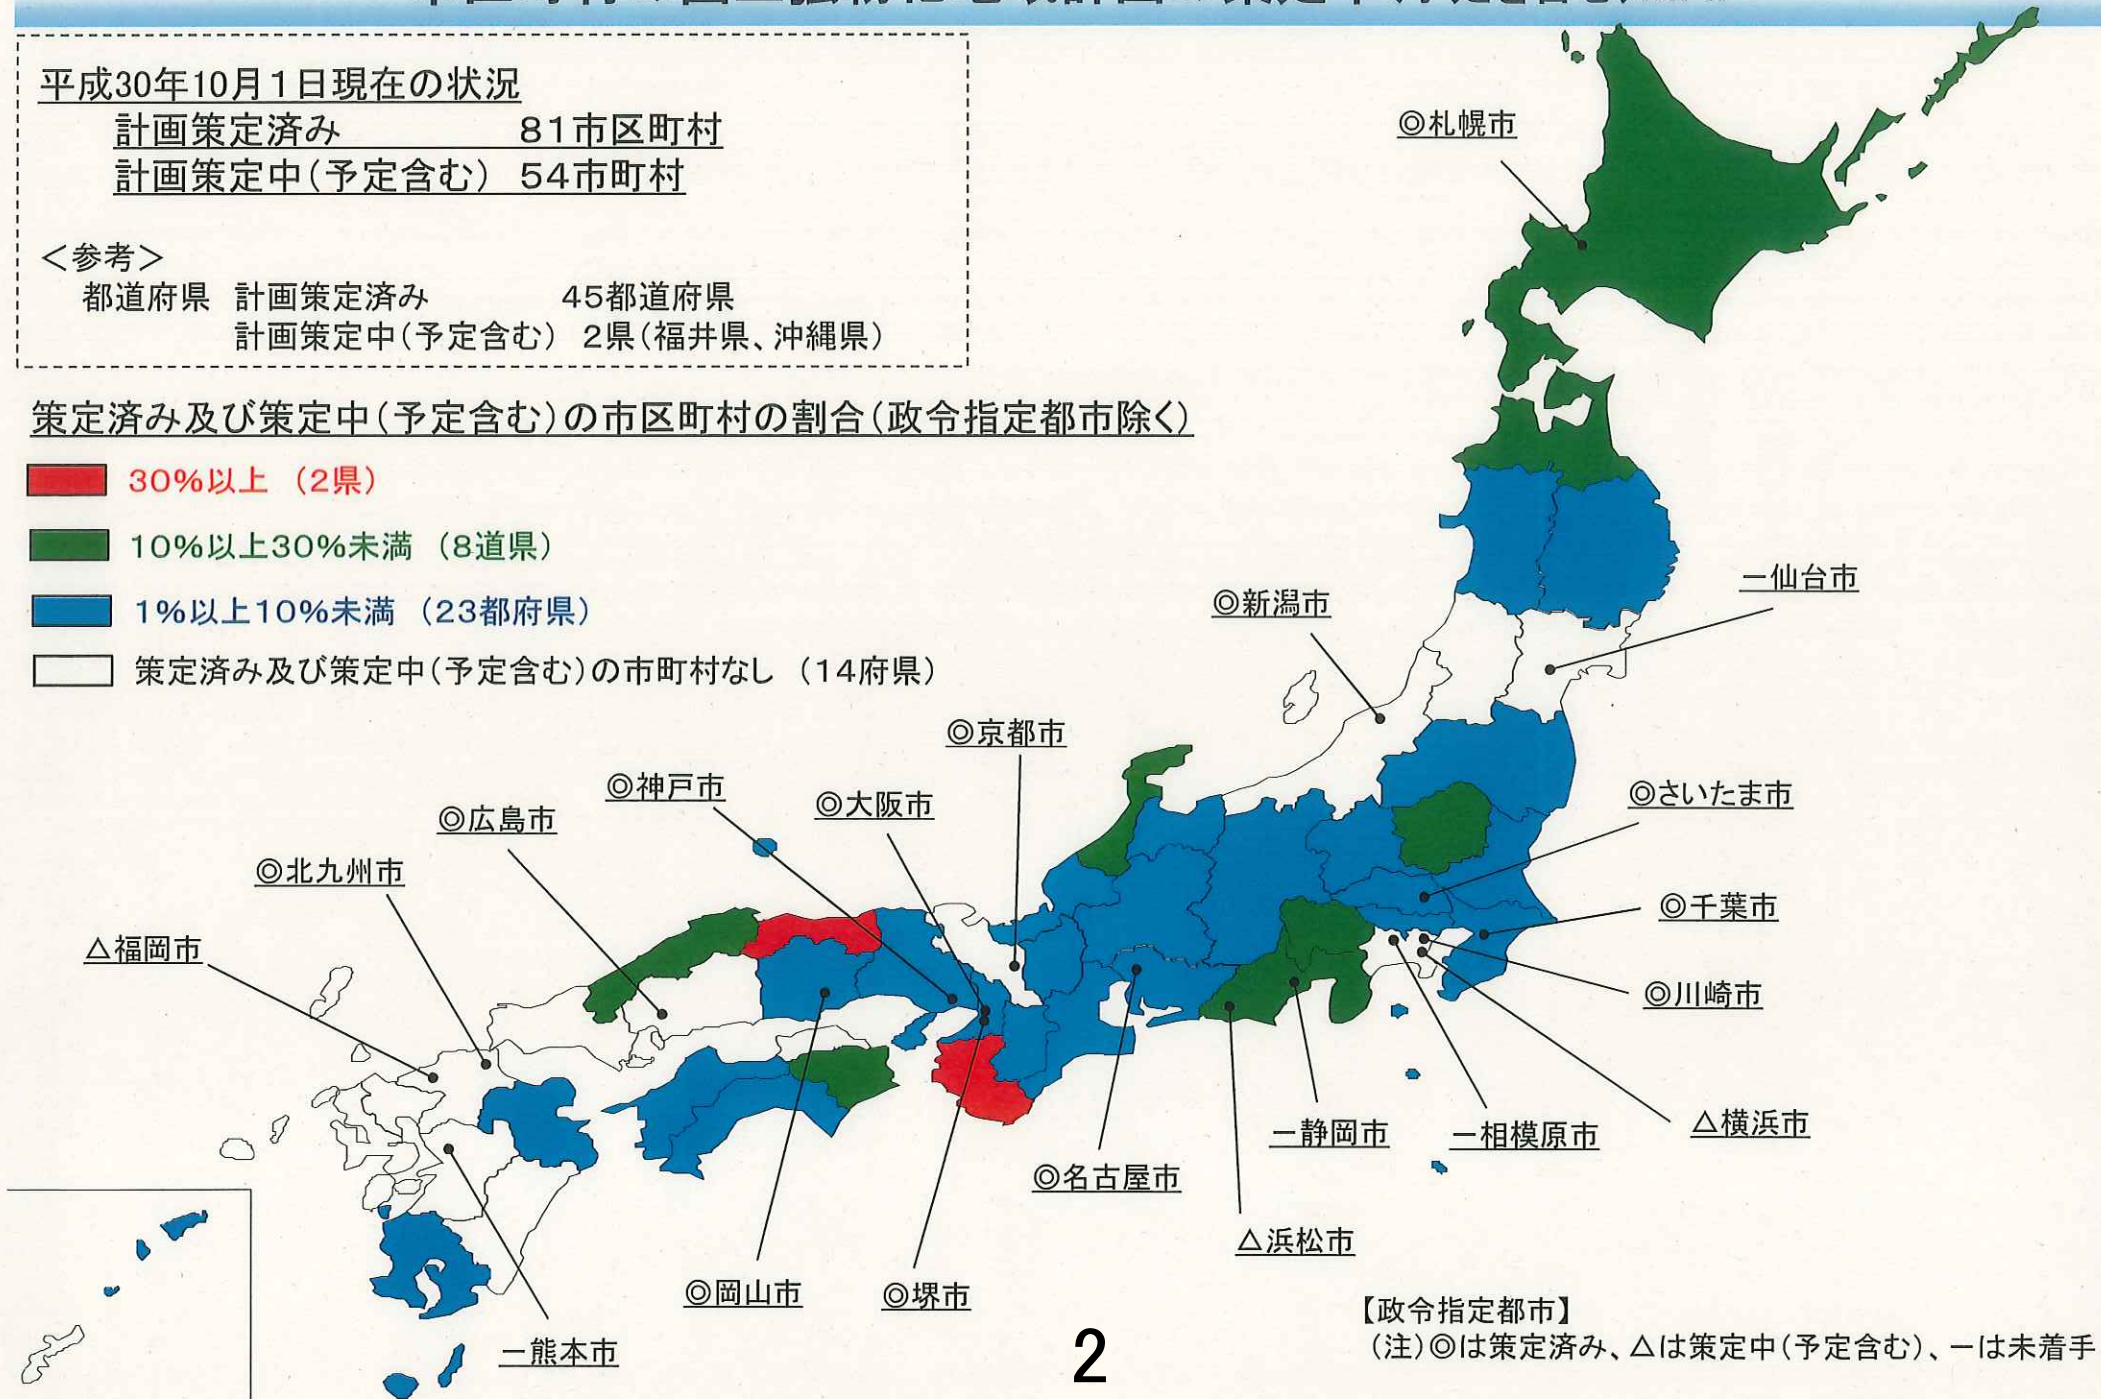 平成30年10月1日現在の状況
計画策定済み 81市区町村
計画策定中(予定含む) 54市町村
＜参考＞
都道府県 計画策定済み 45都道府県
計画策定中(予定含む) 2県(福井県、沖縄県)
策定済み及び策定中(予定含む)の市区町村の割合(政令指定都市除く)
30%以上 (2県)
10%以上30%未満 (8道県)
1%以上10%未満 (23都府県)
策定済み及び策定中(予定含む)の市町村なし (14府県)
◎札幌市
－仙台市
◎新潟市
◎京都市
◎神戸市
◎大阪市
◎さいたま市
◎広島市
◎北九州市
◎千葉市
△福岡市
◎川崎市
－静岡市
－相模原市
△横浜市
◎名古屋市
△浜松市
◎岡山市
◎堺市
－熊本市
【政令指定都市】
(注)◎は策定済み、△は策定中(予定含む)、－は未着手
2